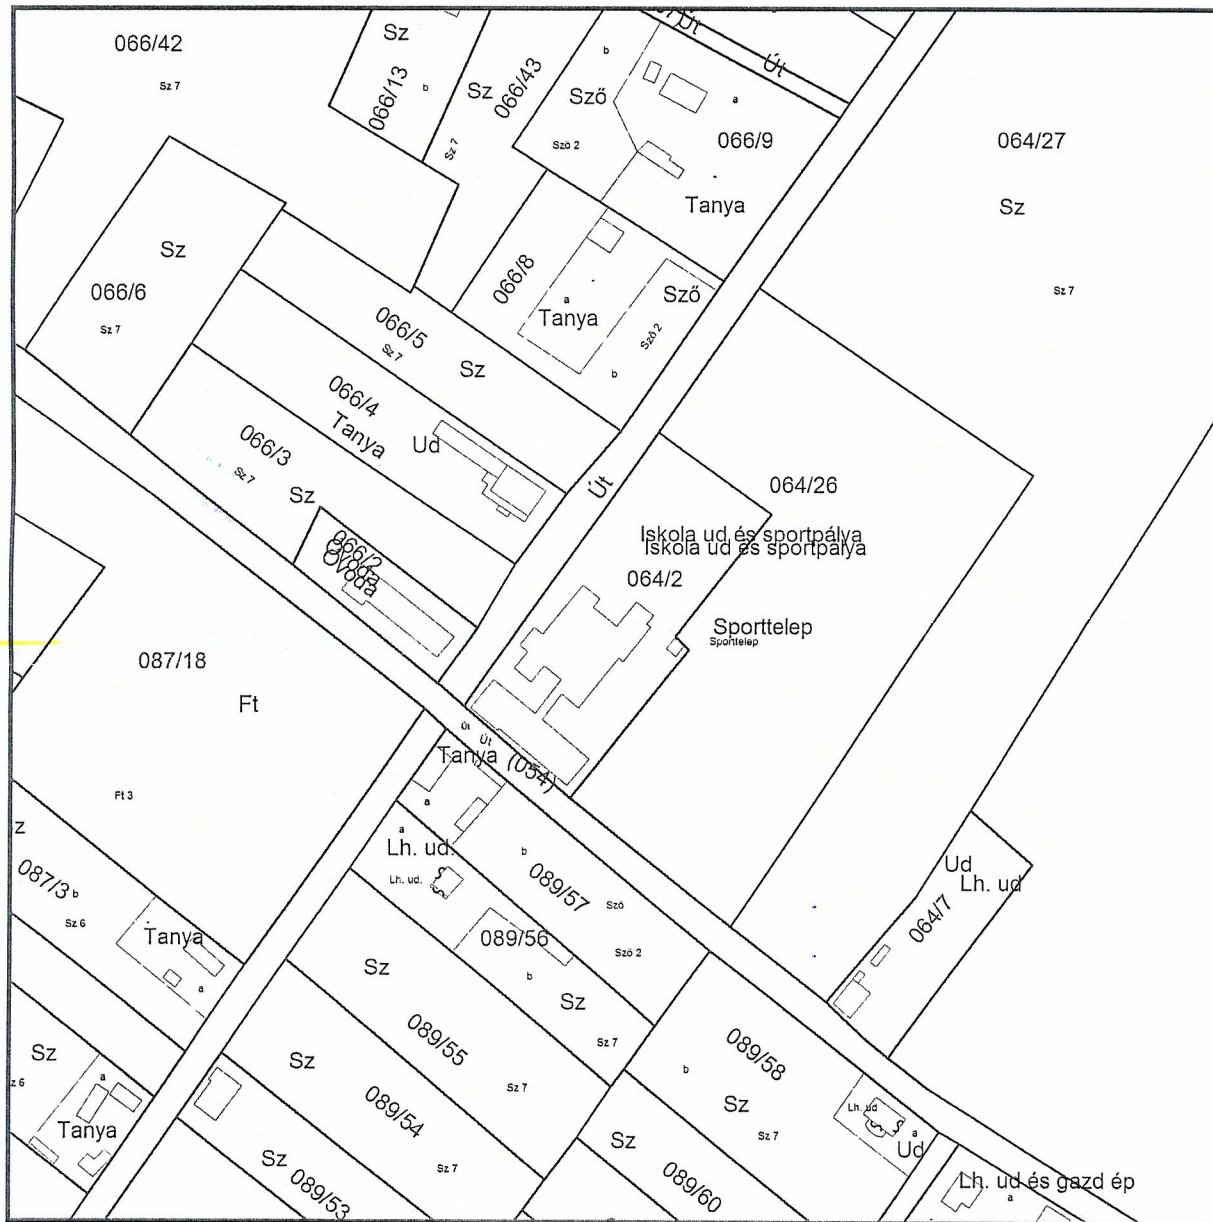 066/42
Sz 7
Sz
066/13
b
Sz
066/43
Sz 7
b
Sző
Sző 2
Út
Út
a
066/9
Tanya
064/27
Sz
Sz 7
Sz
066/6
Sz 7
066/8
a
Tanya
Sző
Sző 2
b
066/5
Sz 7
Sz
066/4
Tanya
Ud
066/3
Sz 7
Sz
066/2
Óvoda
Óvoda
Út
064/26
Iskola ud és sportpálya
Iskola ud és sportpálya
064/2
Sporttelep
Sporttelep
087/18
Ft
Ft 3
Út
Út
Tanya
(054)
a
a
Lh. ud.
Lh. ud.
b
089/57
Sző
Sző 2
089/56
b
Sz
Sz 7
z
087/3
b
Sz 6
Tanya
a
Sz
089/55
Sz 7
Ud
Lh. ud
064/7
Sz
z 6
a
Tanya
Sz
089/54
Sz 7
Sz
089/53
089/58
b
Sz
Sz 7
Lh. ud
a
Ud
Sz
089/60
Lh. ud és gazd ép
a